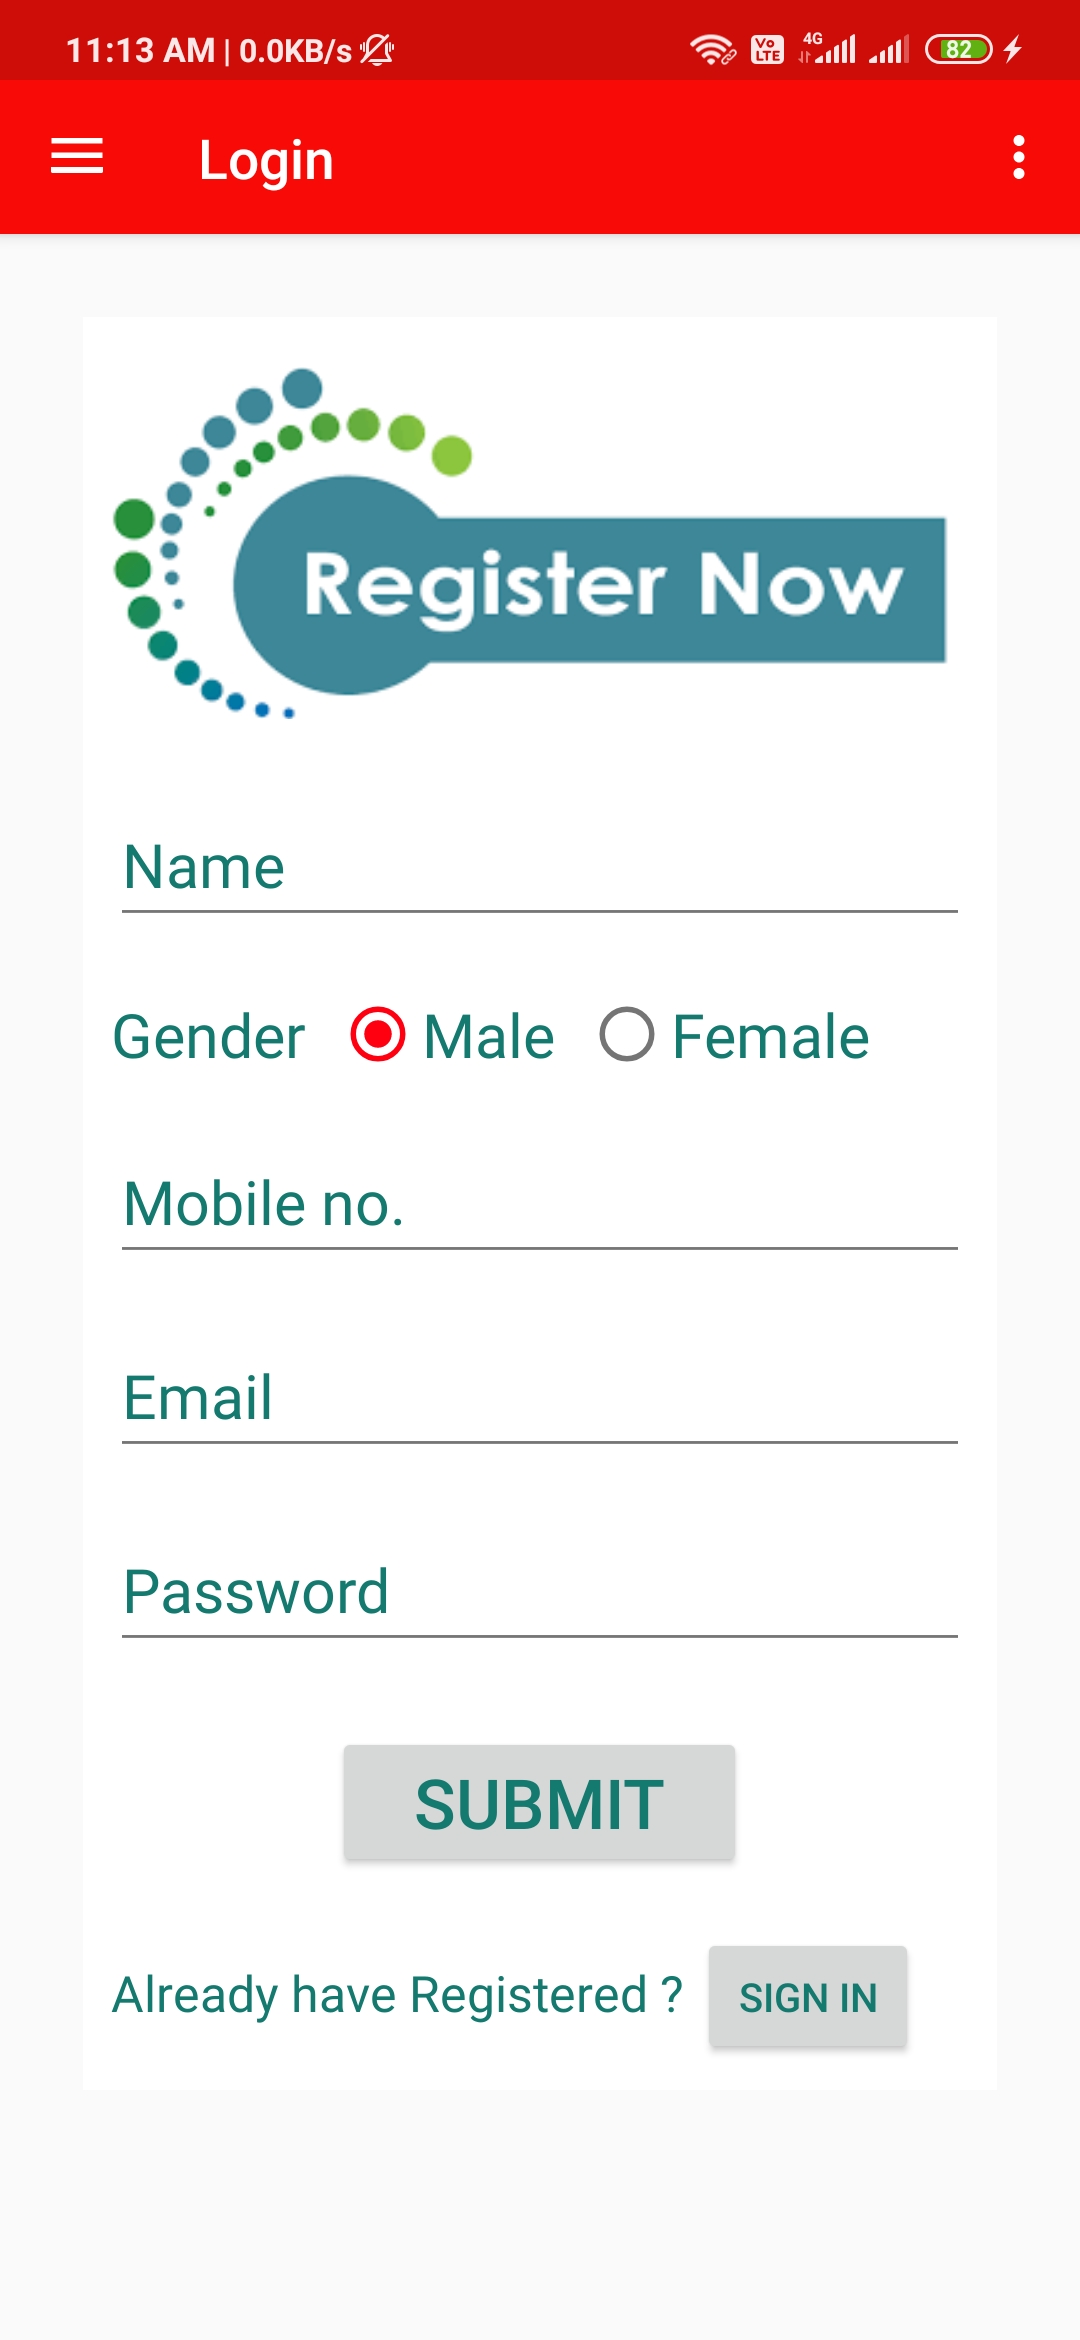 11:13 AM | 0.0KB/s Vo LTE 4G 82
Login
Register Now
Name
Gender Male Female
Mobile no.
Email
Password
SUBMIT
Already have Registered ? SIGN IN